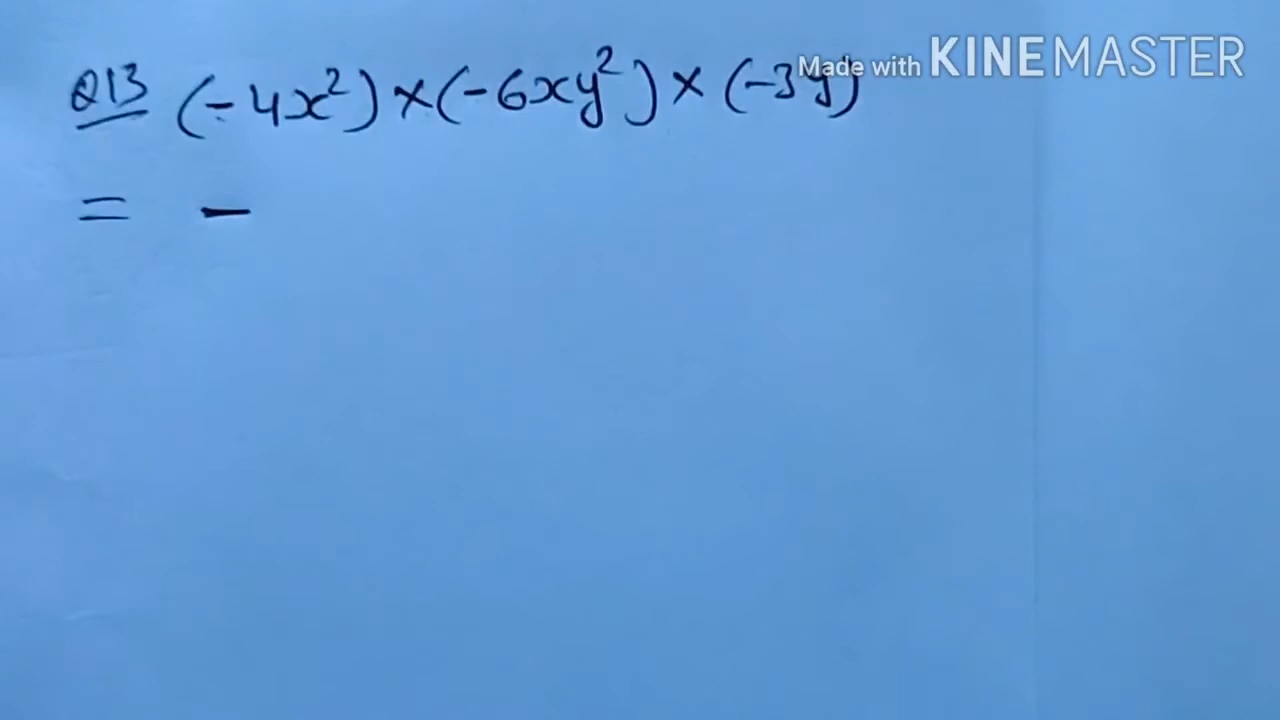 Q13 (-4x²) × (-6xy²) × (-3y)
Made with KINEMASTER
= -